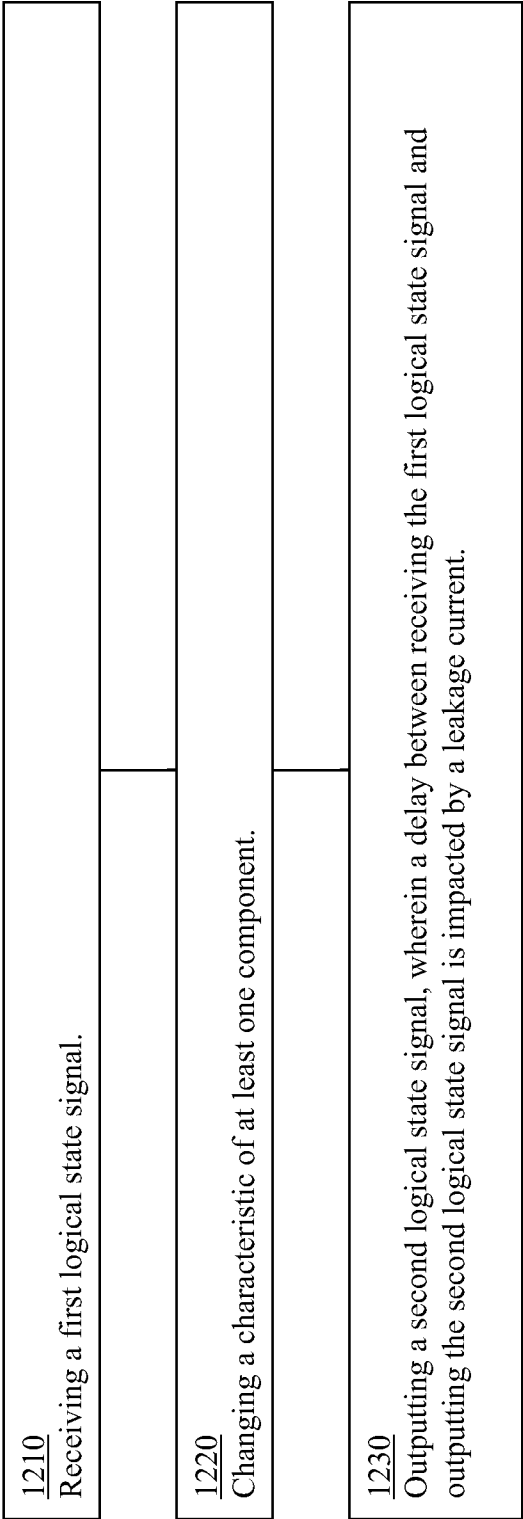 1210
Receiving a first logical state signal.
1220
Changing a characteristic of at least one component.
1230
Outputting a second logical state signal, wherein a delay between receiving the first logical state signal and
outputting the second logical state signal is impacted by a leakage current.